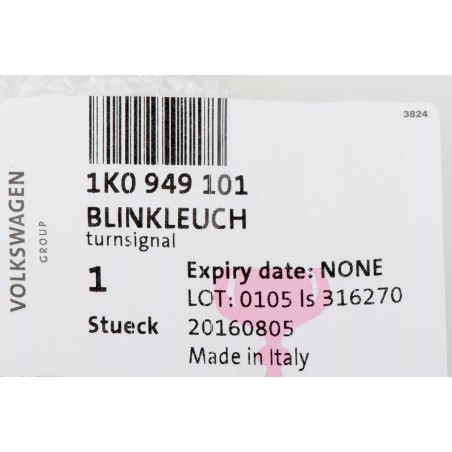 3824
VOLKSWAGEN
GROUP
1K0 949 101
BLINKLEUCH
turnsignal
1
Expiry date: NONE
LOT: 0105 ls 316270
Stueck
20160805
Made in Italy